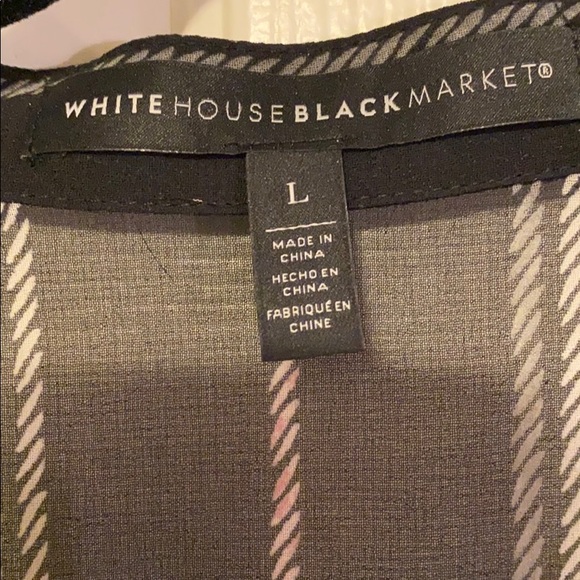 WHITE HOUSE BLACK MARKET®
L
MADE IN
CHINA
HECHO EN
CHINA
FABRIQUÉ EN
CHINE